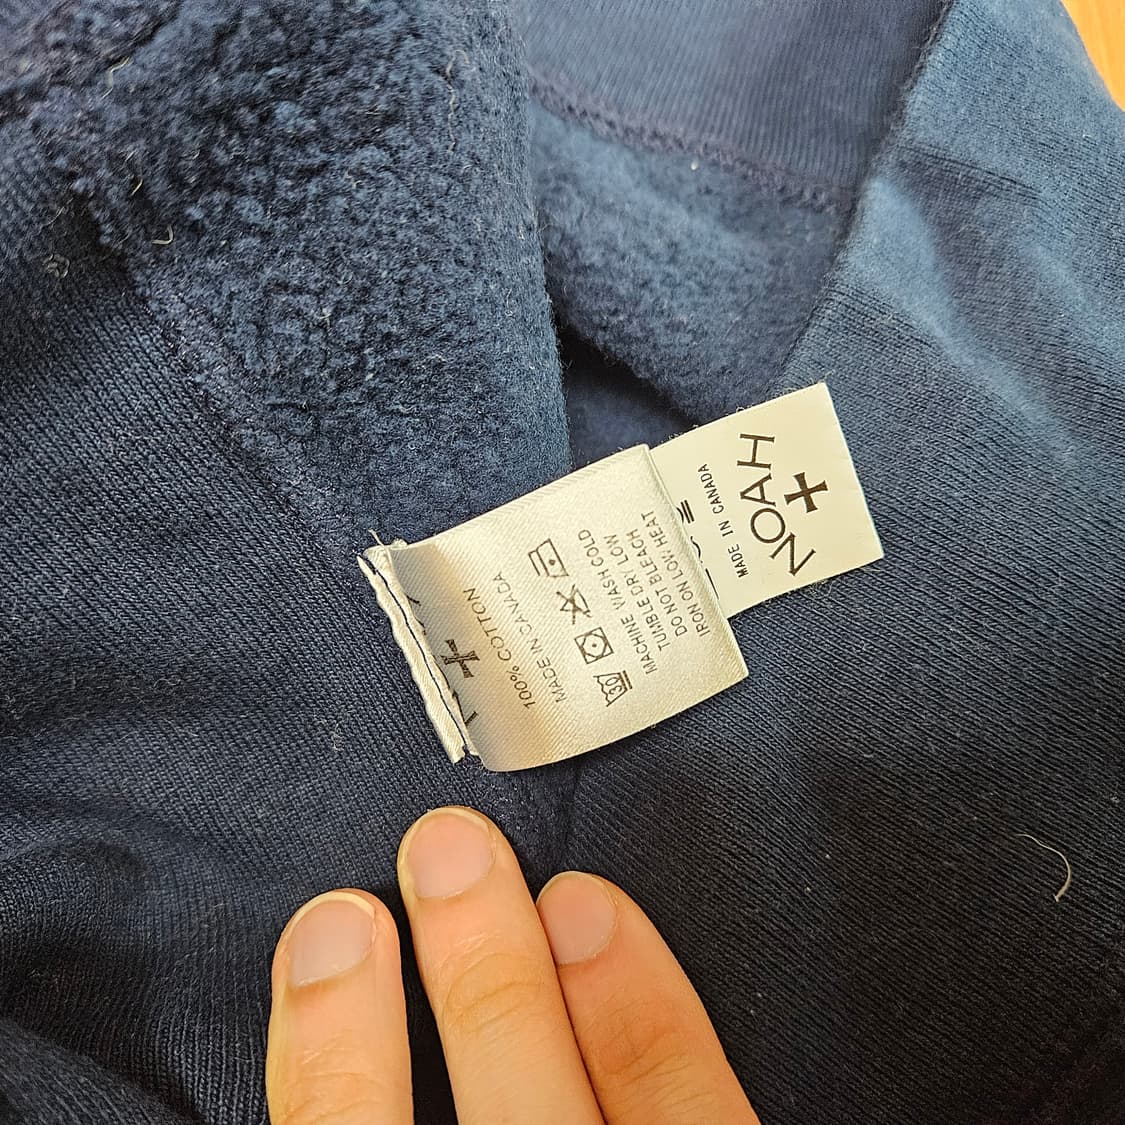 100% COTTON
MADE IN CANADA
30
MACHINE WASH COLD
TUMBLE DRY LOW
DO NOT BLEACH
IRON ON LOW HEAT
MADE IN CANADA
NOAH